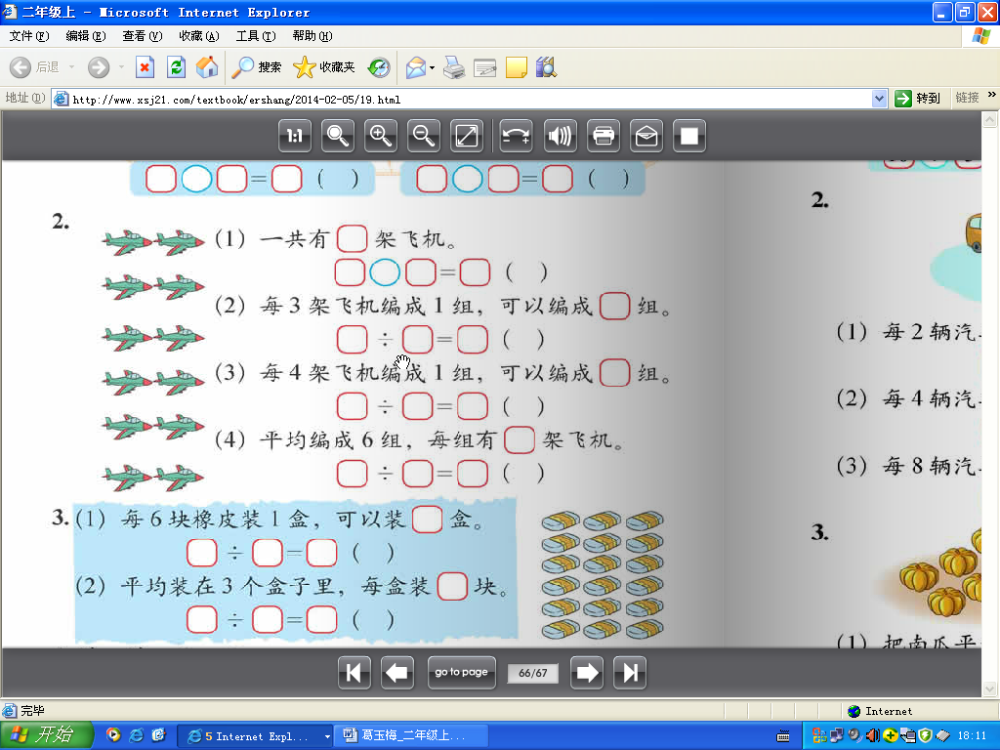 二年级上 - Microsoft Internet Explorer
文件(F) 编辑(E) 查看(V) 收藏(A) 工具(T) 帮助(H)
后退 搜索 收藏夹
地址(D) http://www.xsj21.com/textbook/ershang/2014-02-05/19.html 转到 链接 »
1:1
= ( ) = ( )
2.
(1) 一共有 架飞机。
= ( )
(2) 每3架飞机编成1组，可以编成 组。
÷ = ( )
(3) 每4架飞机编成1组，可以编成 组。
÷ = ( )
(4) 平均编成6组，每组有 架飞机。
÷ = ( )
3. (1) 每6块橡皮装1盒，可以装 盒。
÷ = ( )
(2) 平均装在3个盒子里，每盒装 块。
÷ = ( )
2.
(1) 每2辆汽
(2) 每4辆汽
(3) 每8辆汽
3.
(1) 把南瓜平
go to page 66/67
完毕 Internet
开始 5 Internet Expl... 葛玉梅_二年级上... 18:11